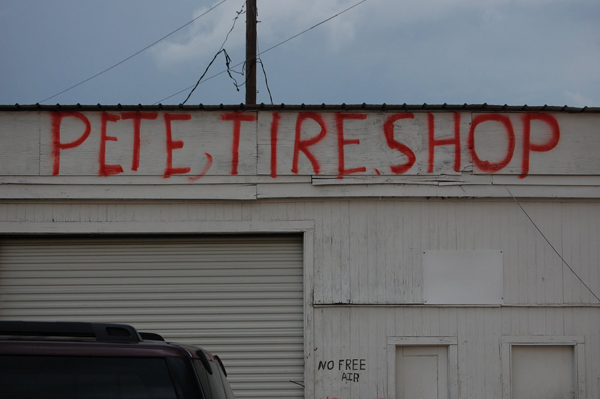 PETE, TIRE. SHOP
NO FREE
AIR